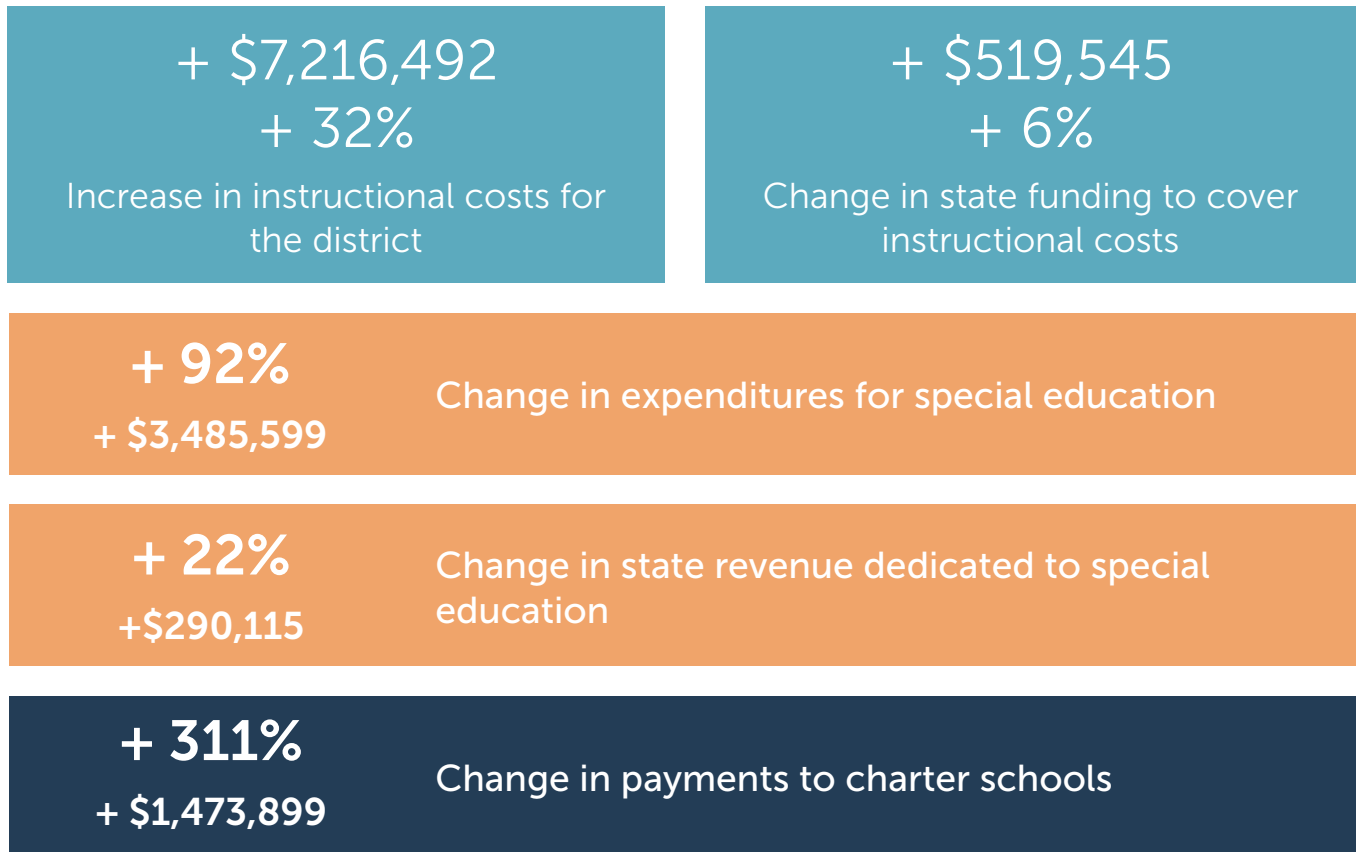 + $7,216,492
+ 32%
Increase in instructional costs for
the district
+ $519,545
+ 6%
Change in state funding to cover
instructional costs
+ 92%
+ $3,485,599
Change in expenditures for special education
+ 22%
+$290,115
Change in state revenue dedicated to special
education
+ 311%
+ $1,473,899
Change in payments to charter schools